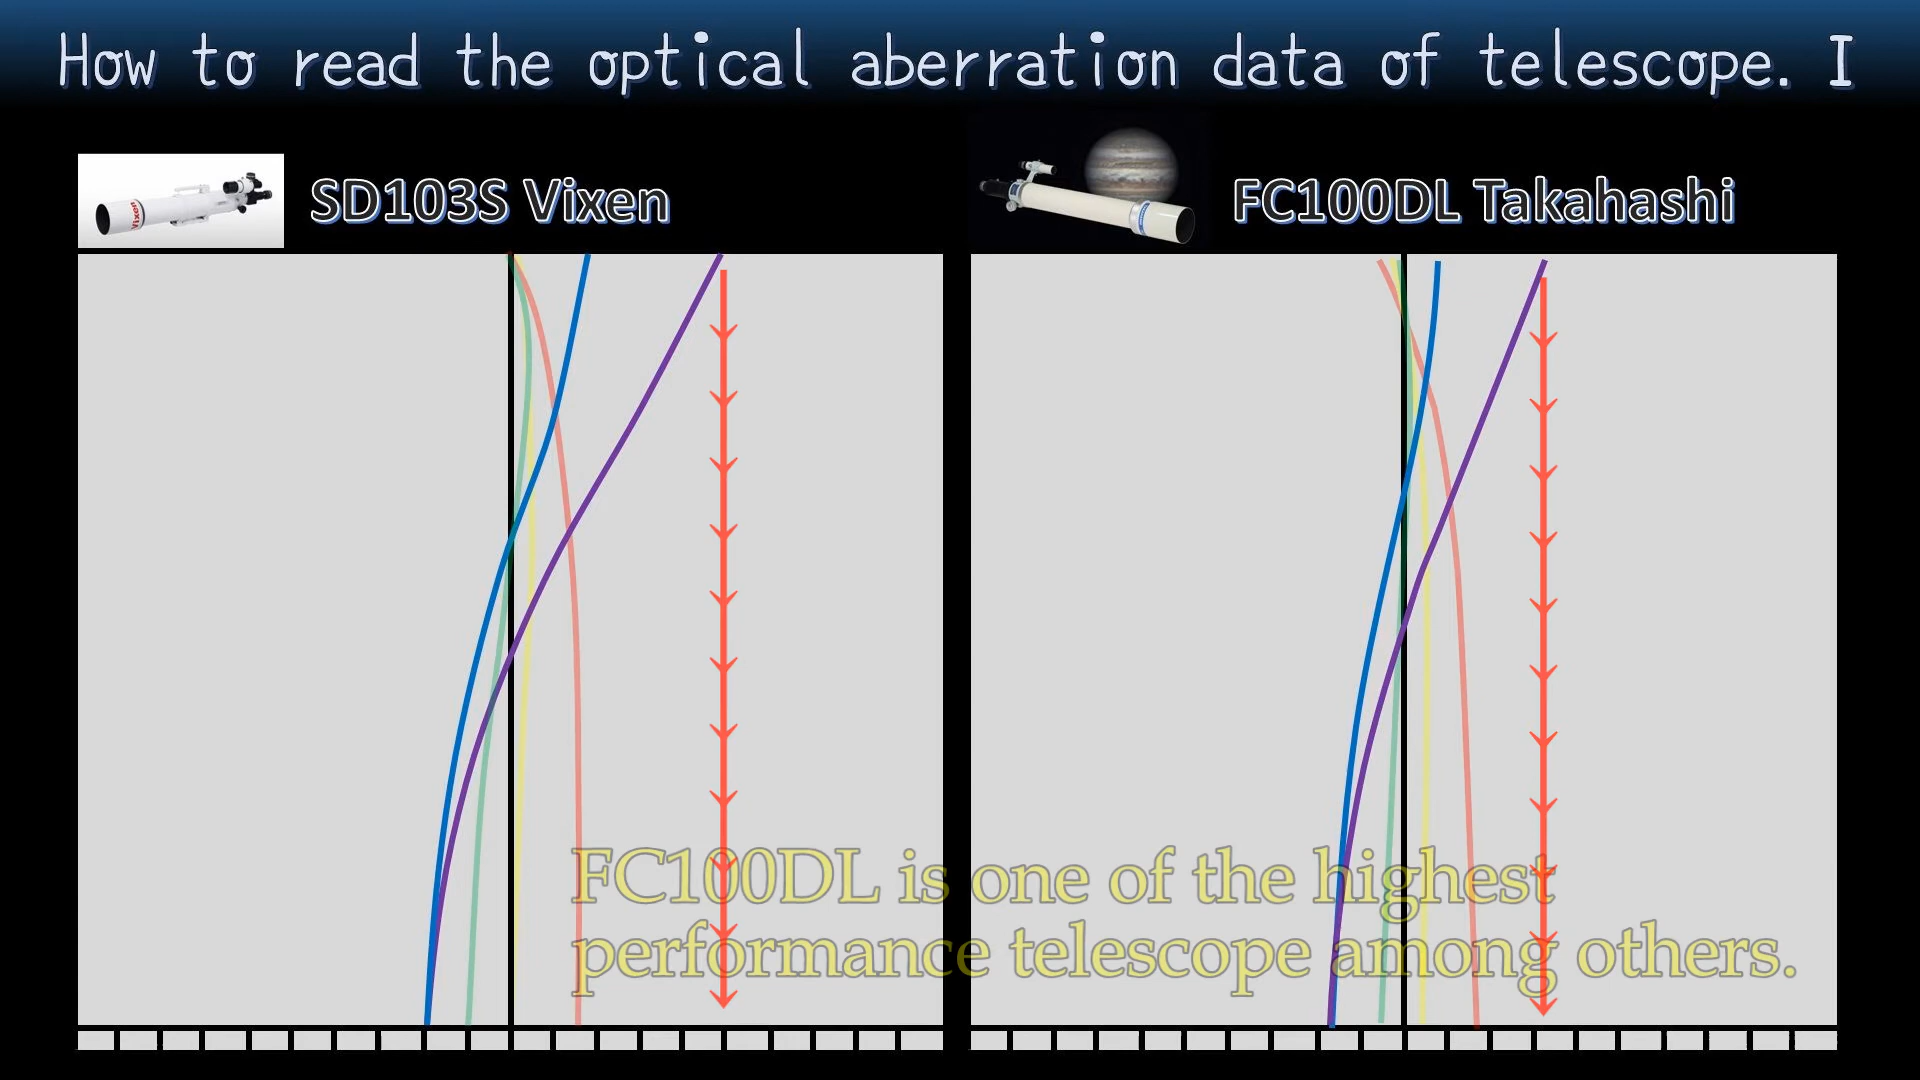 How to read the optical aberration data of telescope. I
Vixen
SD103S Vixen
FC100DL Takahashi
FC100DL is one of the highest
performance telescope among others.